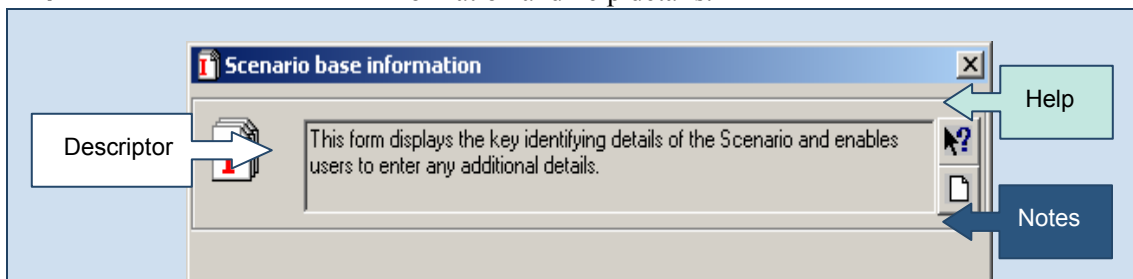 Scenario base information
Help
Descriptor
This form displays the key identifying details of the Scenario and enables
users to enter any additional details.
Notes